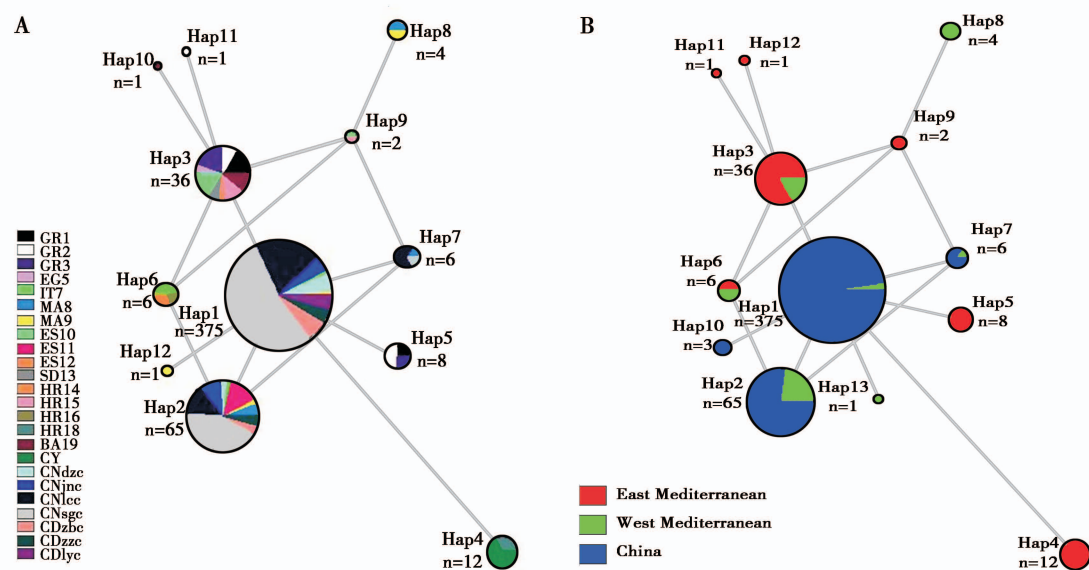 A
Hap11
n=1
Hap10
n=1
Hap8
n=4
Hap9
n=2
Hap3
n=36
Hap7
n=6
Hap6
n=6
Hap1
n=375
Hap5
n=8
Hap12
n=1
Hap2
n=65
Hap4
n=12
GR1
GR2
GR3
EG5
IT7
MA8
MA9
ES10
ES11
ES12
SD13
HR14
HR15
HR16
HR18
BA19
CY
CNdzc
CNjnc
CNlcc
CNsgc
CDzbc
CDzzc
CDlyc
B
Hap11
n=1
Hap12
n=1
Hap8
n=4
Hap9
n=2
Hap3
n=36
Hap7
n=6
Hap6
n=6
Hap1
n=375
Hap5
n=8
Hap10
n=3
Hap2
n=65
Hap13
n=1
Hap4
n=12
East Mediterranean
West Mediterranean
China